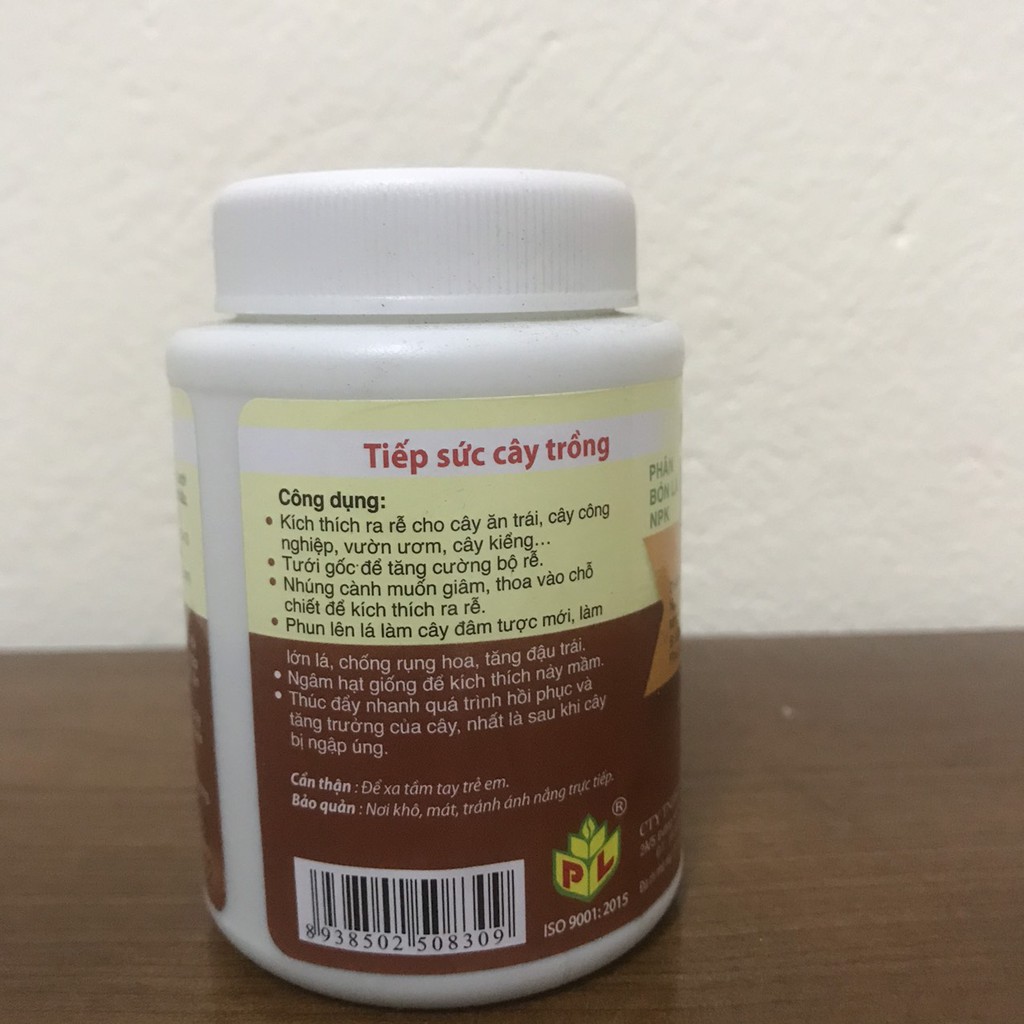 Tiếp sức cây trồng
Công dụng:
• Kích thích ra rễ cho cây ăn trái, cây công
nghiệp, vườn ươm, cây kiểng...
• Tưới gốc để tăng cường bộ rễ.
• Nhúng cành muốn giâm, thoa vào chỗ
chiết để kích thích ra rễ.
• Phun lên lá làm cây đâm tược mới, làm
lớn lá, chống rụng hoa, tăng đậu trái.
• Ngâm hạt giống để kích thích nảy mầm.
• Thúc đẩy nhanh quá trình hồi phục và
tăng trưởng của cây, nhất là sau khi cây
bị ngập úng.
Cẩn thận : Để xa tầm tay trẻ em.
Bảo quản : Nơi khô, mát, tránh ánh nắng trực tiếp.
®
PL
ISO 9001: 2015
8938502508309
PHÂN
BÓN LÁ
NPK
CTY